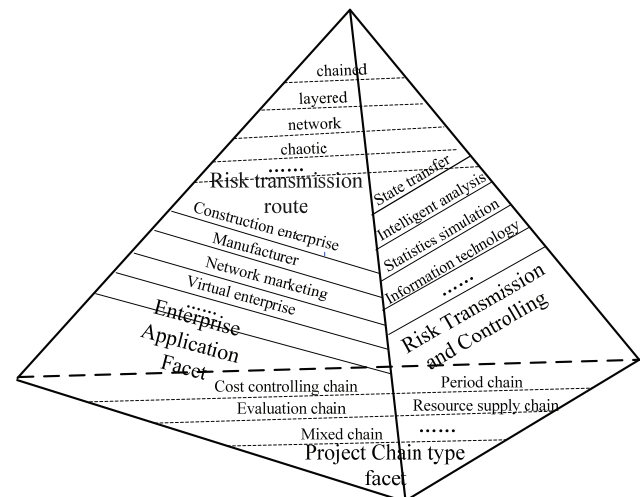 chained
layered
network
chaotic
......
Risk transmission
route
Construction enterprise
Manufacturer
Network marketing
Virtual enterprise
......
Enterprise
Application
Facet
State transfer
Intelligent analysis
Statistics simulation
Information technology
......
Risk Transmission
and Controlling
Cost controlling chain
Period chain
Evaluation chain
Resource supply chain
Mixed chain
......
Project Chain type
facet